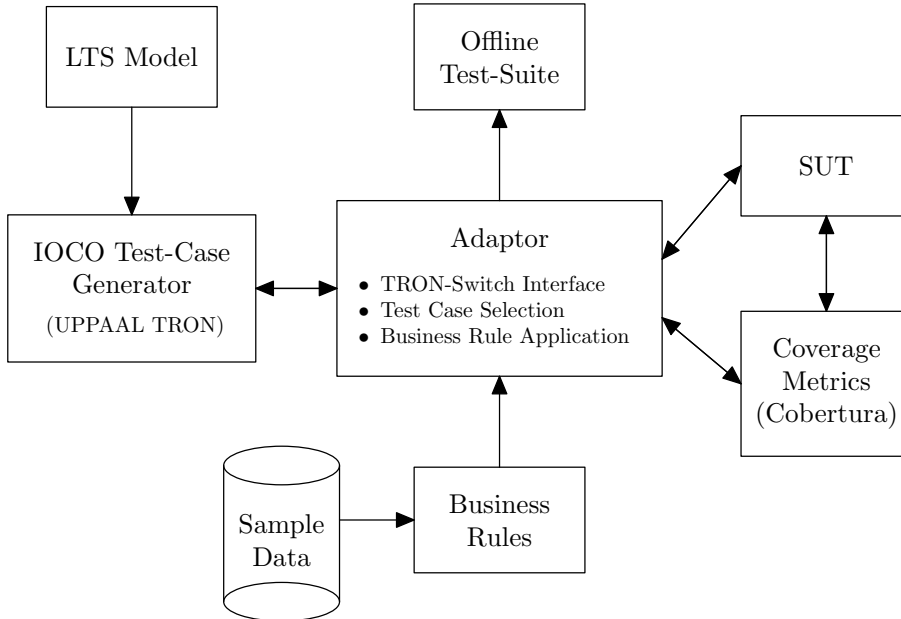 LTS Model
Offline
Test-Suite
SUT
IOCO Test-Case
Generator
(UPPAAL TRON)
Adaptor
• TRON-Switch Interface
• Test Case Selection
• Business Rule Application
Coverage
Metrics
(Cobertura)
Sample
Data
Business
Rules